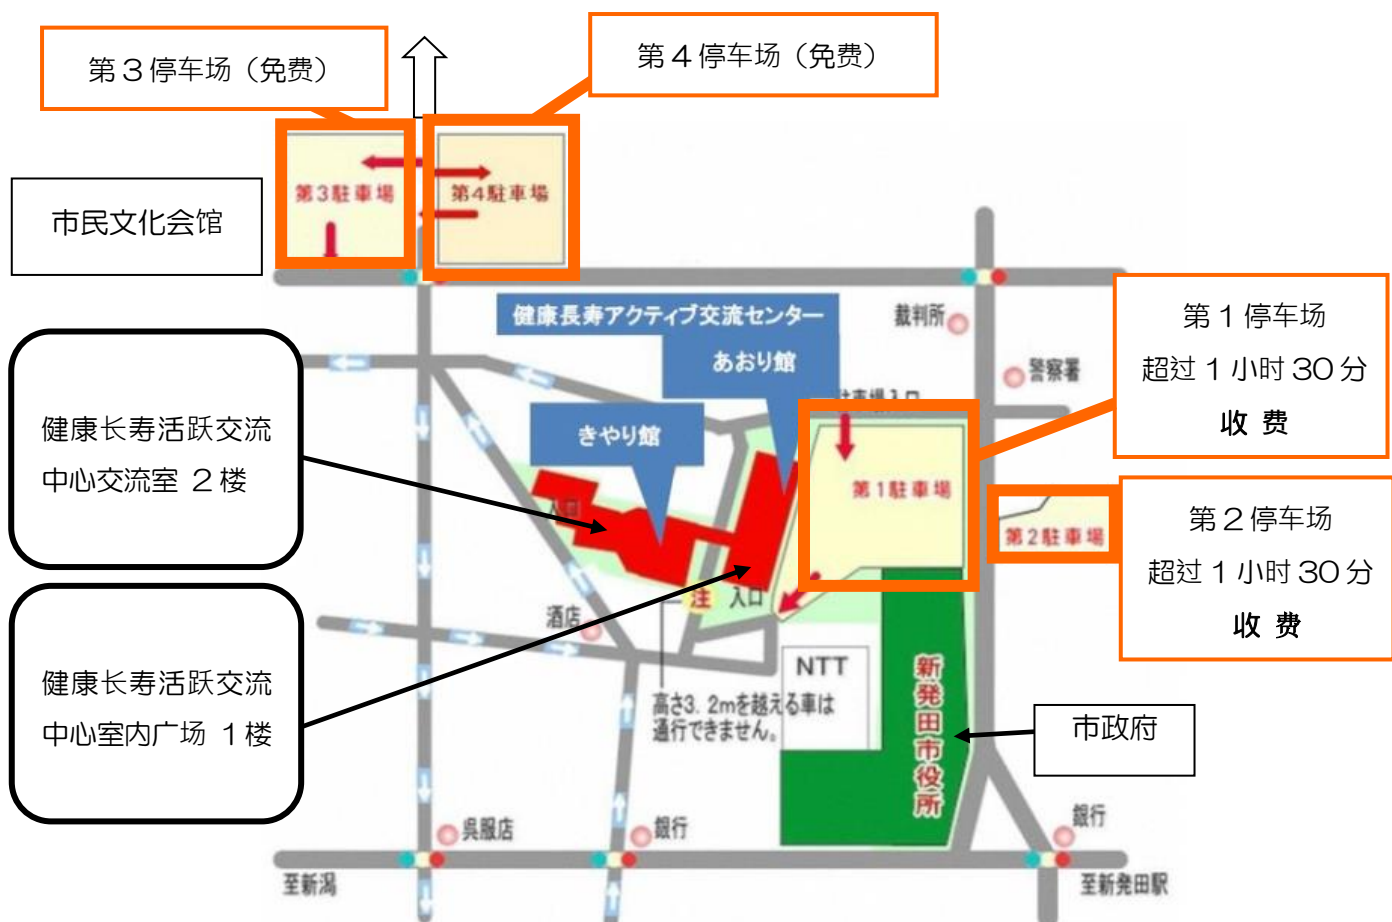 第３停车场（免费）
第４停车场（免费）
第3駐車場
第4駐車場
市民文化会馆
健康長寿アクティブ交流センター
あおり館
きやり館
裁判所
警察署
第１停车场
超过１小时 30 分
收 费
健康长寿活跃交流
中心交流室 ２楼
第1駐車場
入口
第2駐車場
第２停车场
超过１小时 30 分
收 费
注
入口
酒店
健康长寿活跃交流
中心室内广场 １楼
NTT
高さ3. 2mを越える車は
通行できません。
新発田市役所
市政府
呉服店
銀行
銀行
至新潟
至新発田駅